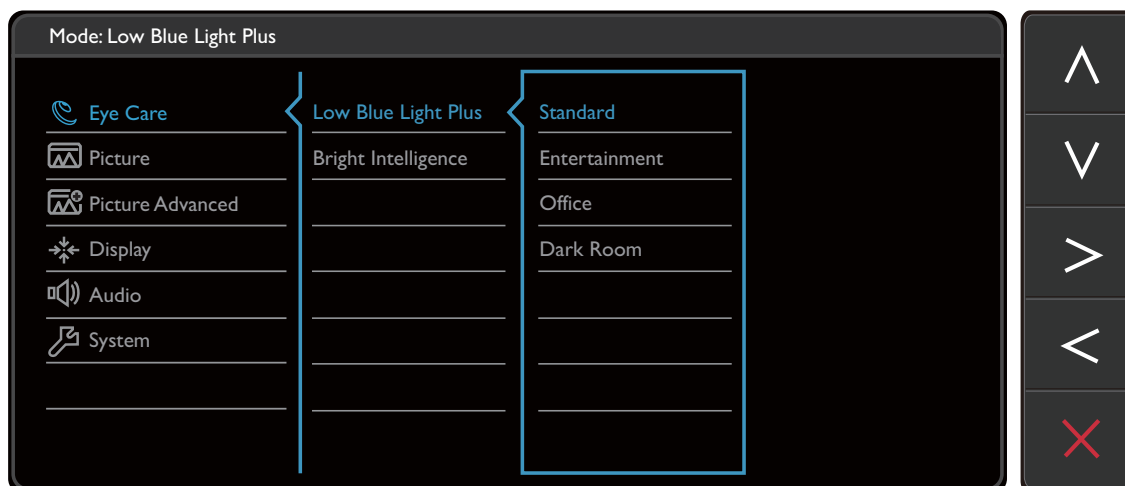 Mode: Low Blue Light Plus
Eye Care
Picture
Picture Advanced
Display
Audio
System
Low Blue Light Plus
Bright Intelligence
Standard
Entertainment
Office
Dark Room